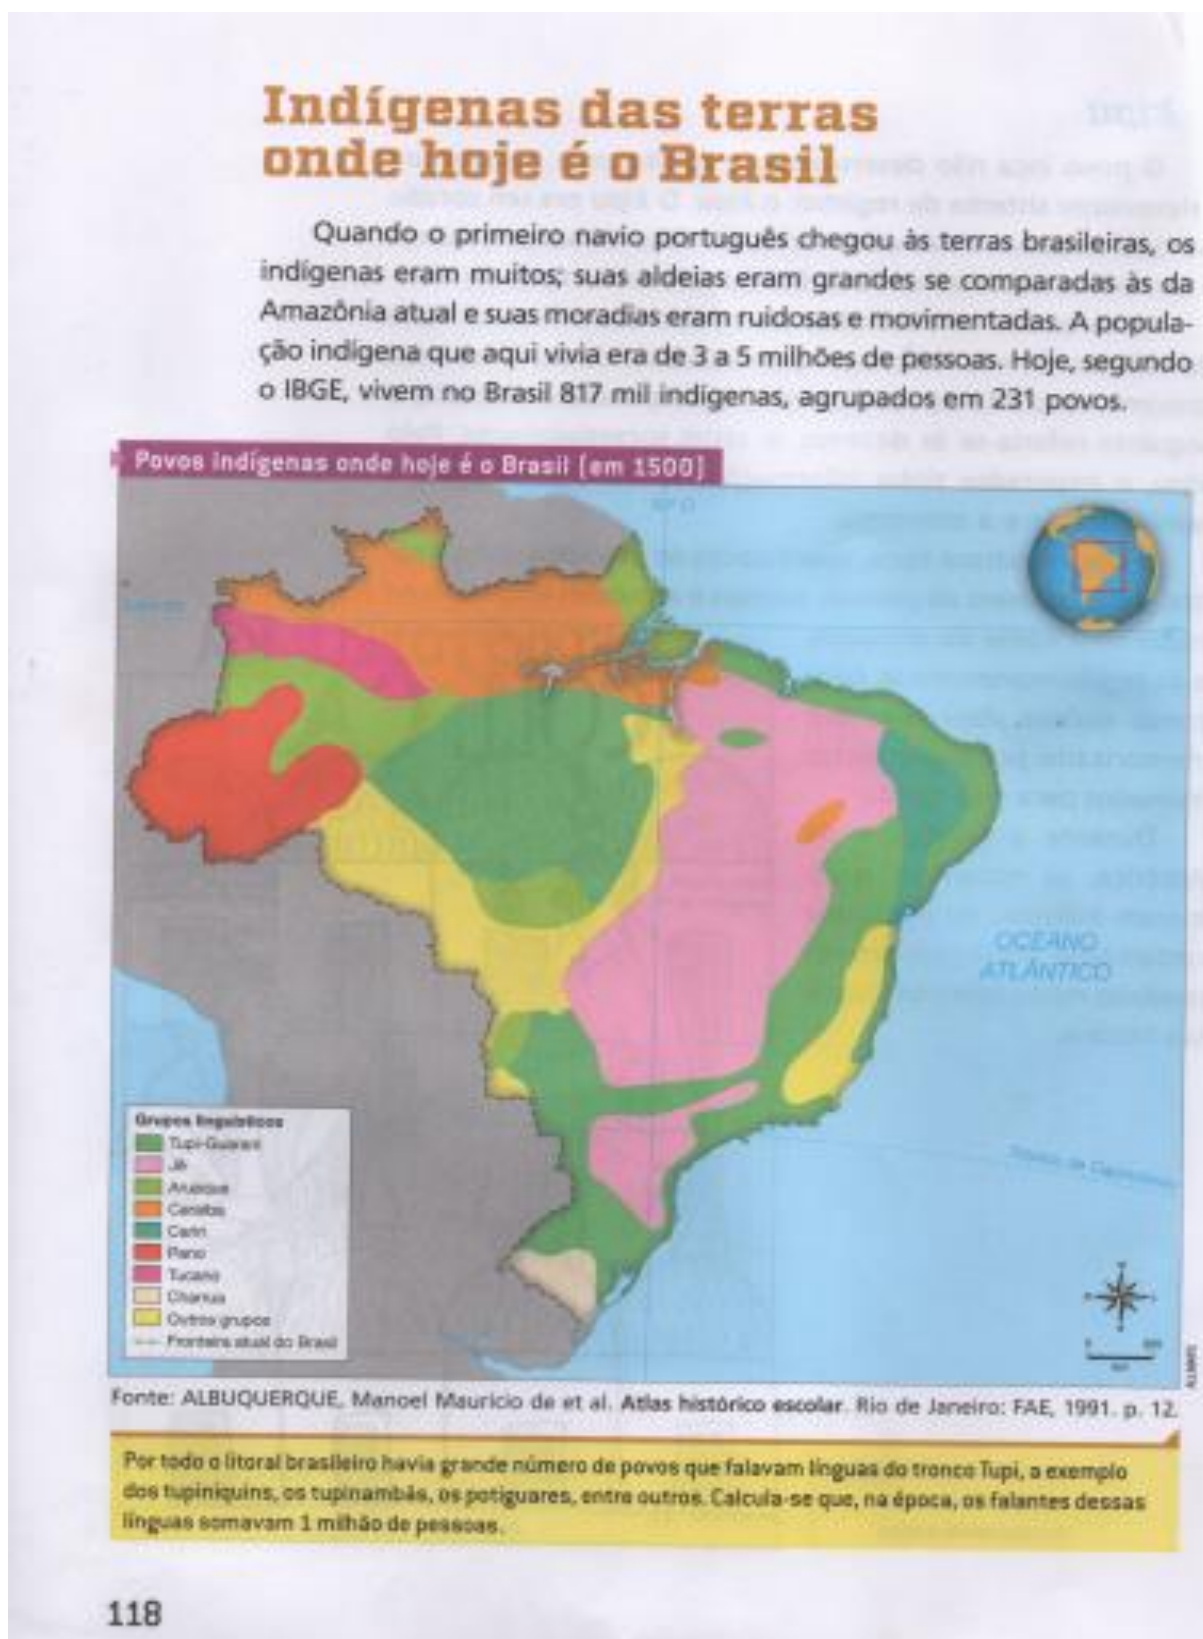 Indígenas das terras
onde hoje é o Brasil
Quando o primeiro navio português chegou às terras brasileiras, os
indígenas eram muitos; suas aldeias eram grandes se comparadas às da
Amazônia atual e suas moradias eram ruidosas e movimentadas. A popula-
ção indígena que aqui vivia era de 3 a 5 milhões de pessoas. Hoje, segundo
o IBGE, vivem no Brasil 817 mil indígenas, agrupados em 231 povos.
Povos indígenas onde hoje é o Brasil (em 1500)
OCEANO
ATLÂNTICO
Grupos linguísticos
Tupi-Guarani
Jê
Aruaque
Caraíba
Cariri
Pano
Tucano
Charrua
Outros grupos
Fronteira atual do Brasil
Fonte: ALBUQUERQUE, Manoel Maurício de et al. Atlas histórico escolar. Rio de Janeiro: FAE, 1991. p. 12.
Por todo o litoral brasileiro havia grande número de povos que falavam línguas do tronco Tupi, a exemplo
dos tupiniquins, os tupinambás, os potiguares, entre outros. Calcula-se que, na época, os falantes dessas
línguas somavam 1 milhão de pessoas.
118